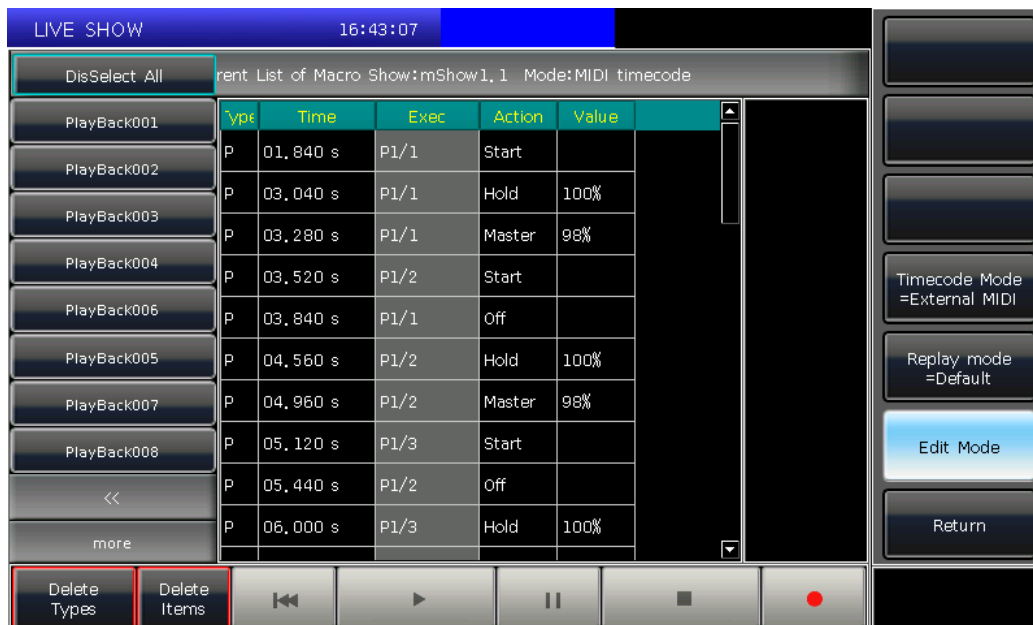 LIVE SHOW 16:43:07
DisSelect All rent List of Macro Show:mShow1.1 Mode:MIDI timecode
PlayBack001
PlayBack002
PlayBack003
PlayBack004
PlayBack006
PlayBack005
PlayBack007
PlayBack008
<<
more
Type Time Exec Action Value
P 01.840 s P1/1 Start
P 03.040 s P1/1 Hold 100%
P 03.280 s P1/1 Master 98%
P 03.520 s P1/2 Start
P 03.840 s P1/1 Off
P 04.560 s P1/2 Hold 100%
P 04.960 s P1/2 Master 98%
P 05.120 s P1/3 Start
P 05.440 s P1/2 Off
P 06.000 s P1/3 Hold 100%
Timecode Mode
=External MIDI
Replay mode
=Default
Edit Mode
Return
Delete
Types
Delete
Items